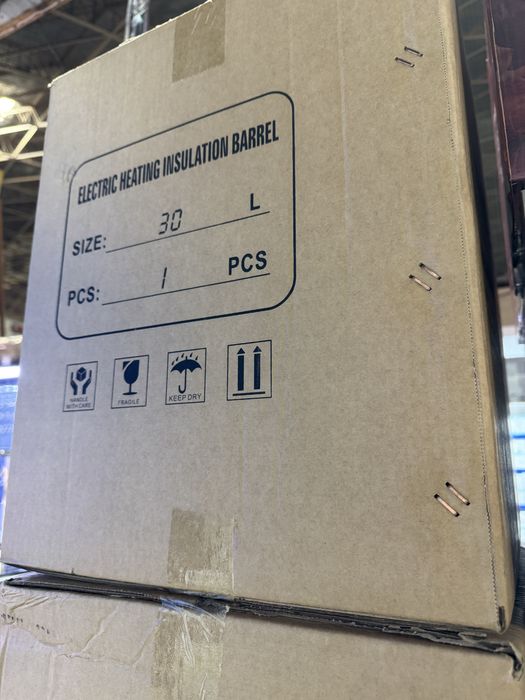 ELECTRIC HEATING INSULATION BARREL
SIZE: 30 L
PCS: 1 PCS
HANDLE WITH CARE
FRAGILE
KEEP DRY